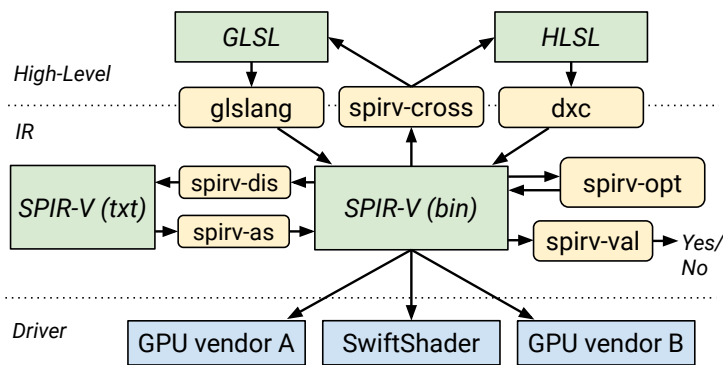 GLSL
HLSL
High-Level
glslang
spirv-cross
dxc
IR
spirv-dis
spirv-opt
SPIR-V (txt)
SPIR-V (bin)
spirv-as
spirv-val
Yes/
No
Driver
GPU vendor A
SwiftShader
GPU vendor B